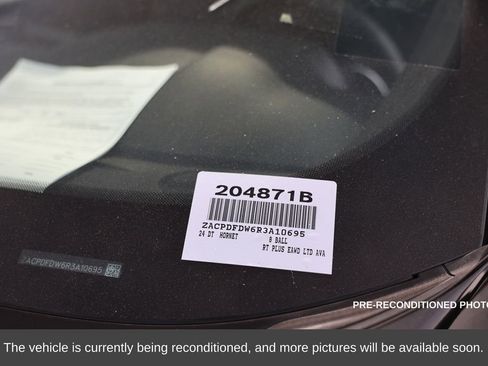 204871B
ZACPDFDW6R3A10695
24 DT HORNET 8 BALL
RT PLUS EAWD LTD AVA
ZACPDFDW6R3A10695
PRE-RECONDITIONED PHOTO
The vehicle is currently being reconditioned, and more pictures will be available soon.